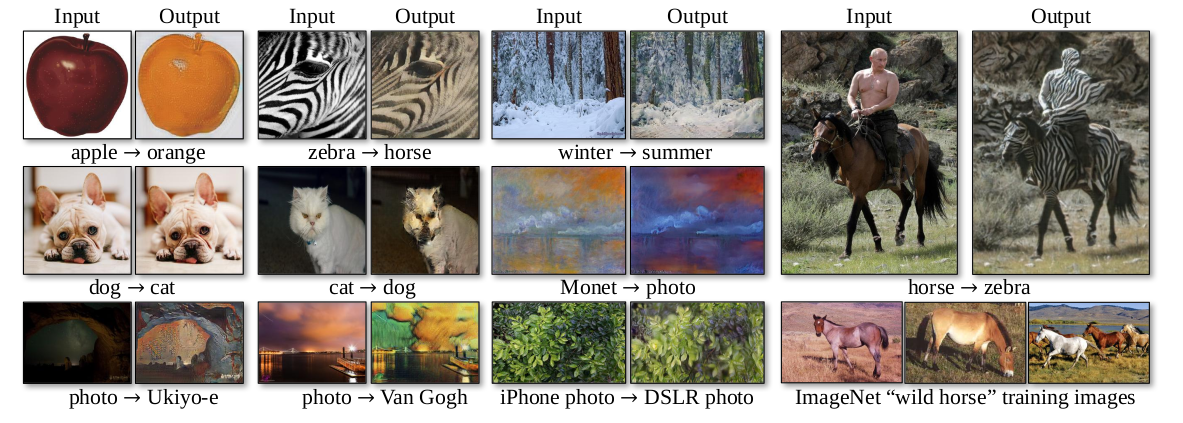 Input Output Input Output Input Output Input Output
apple → orange zebra → horse winter → summer
dog → cat cat → dog Monet → photo horse → zebra
photo → Ukiyo-e photo → Van Gogh iPhone photo → DSLR photo ImageNet “wild horse” training images